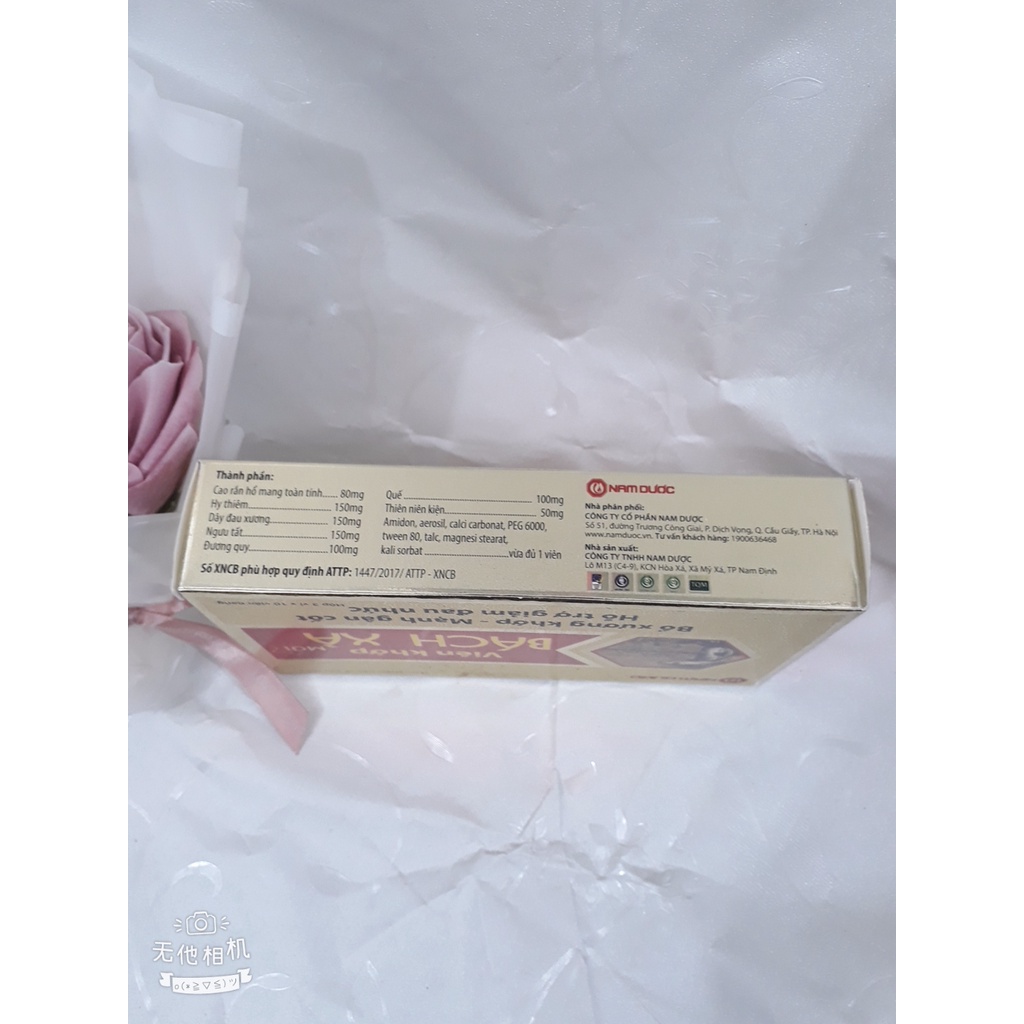 Thành phần:
Cao rắn hổ mang toàn tính...... 80mg
Hy thiêm................................ 150mg
Dây đau xương...................... 150mg
Ngưu tất................................ 150mg
Đương quy............................. 100mg
Quế ............................................... 100mg
Thiên niên kiện................................. 50mg
Amidon, aerosil, calci carbonat, PEG 6000,
tween 80, talc, magnesi stearat,
kali sorbat ..............................vừa đủ 1 viên
Số XNCB phù hợp quy định ATTP: 1447/2017/ ATTP - XNCB
NAM DƯỢC
Nhà phân phối:
CÔNG TY CỔ PHẦN NAM DƯỢC
Số 51, đường Trương Công Giai, P. Dịch Vọng, Q. Cầu Giấy, TP. Hà Nội
www.namduoc.vn. Tư vấn khách hàng: 1900636468
Nhà sản xuất:
CÔNG TY TNHH NAM DƯỢC
Lô M13 (C4-9), KCN Hòa Xá, Xã Mỹ Xá, TP Nam Định
TQM
Viên khớp
BÁCH XÀ
MỚI
Bổ xương khớp - Mạnh gân cốt
Hỗ trợ giảm đau nhức
无他相机